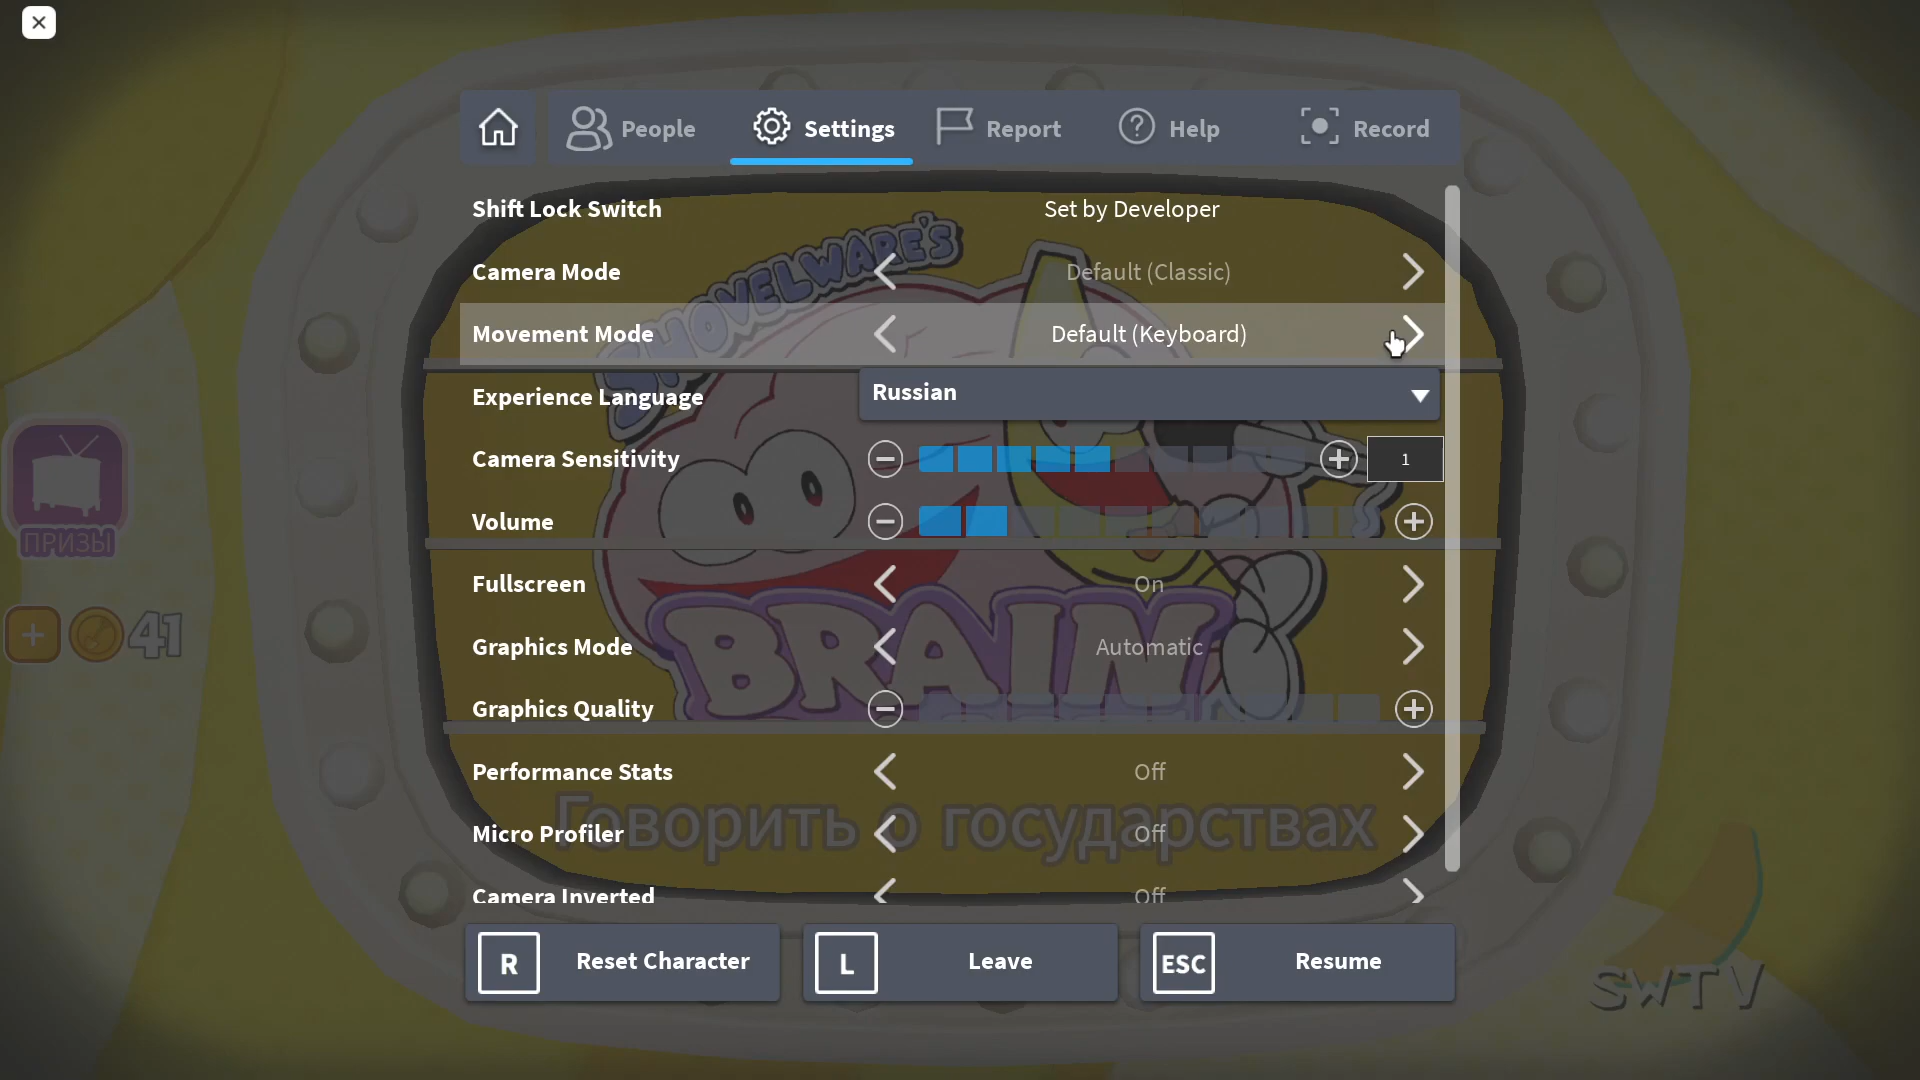 People Settings Report Help Record
Shift Lock Switch Set by Developer
Camera Mode Default (Classic)
Movement Mode Default (Keyboard)
Experience Language Russian
Camera Sensitivity 1
Volume
Fullscreen On
Graphics Mode Automatic
Graphics Quality
Performance Stats Off
Micro Profiler Off
Camera Inverted Off
R Reset Character L Leave ESC Resume
SHOVELWARE'S
BRAIN
Говорить о государствах
ПРИЗЫ
+ 41
SWTV